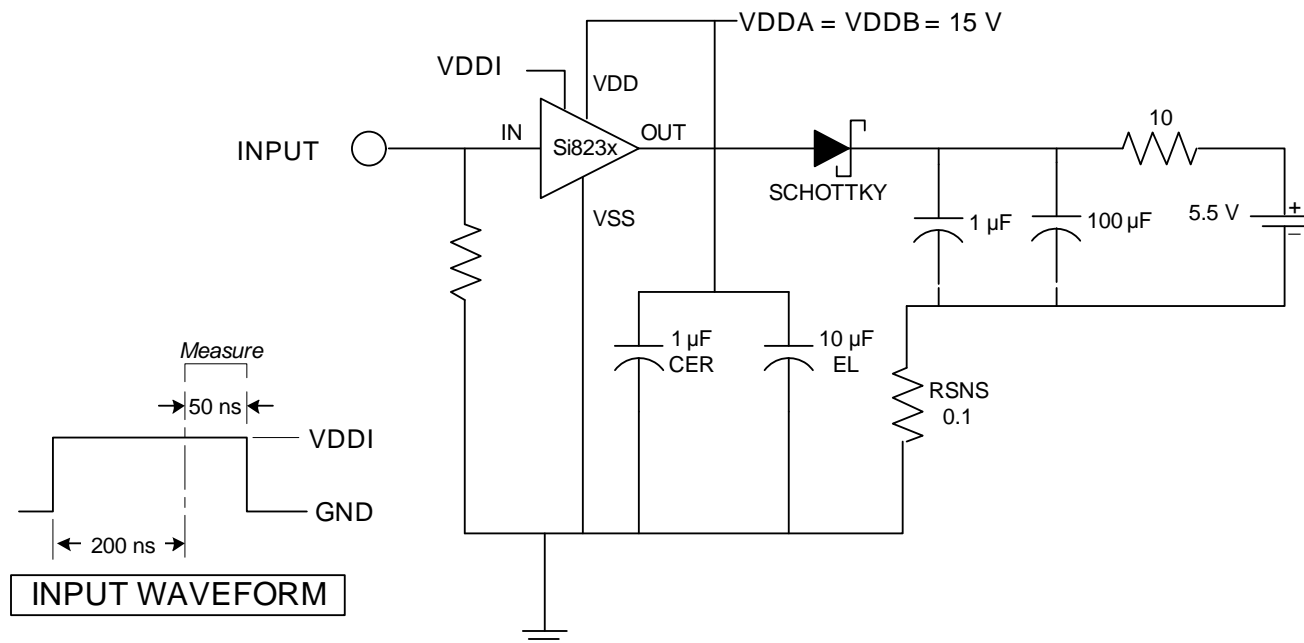 VDDA = VDDB = 15 V
VDDI
VDD
10
INPUT
IN
Si823x
OUT
SCHOTTKY
VSS
1 µF
100 µF
5.5 V
+
–
1 µF
CER
10 µF
EL
RSNS
0.1
Measure
50 ns
VDDI
GND
200 ns
INPUT WAVEFORM